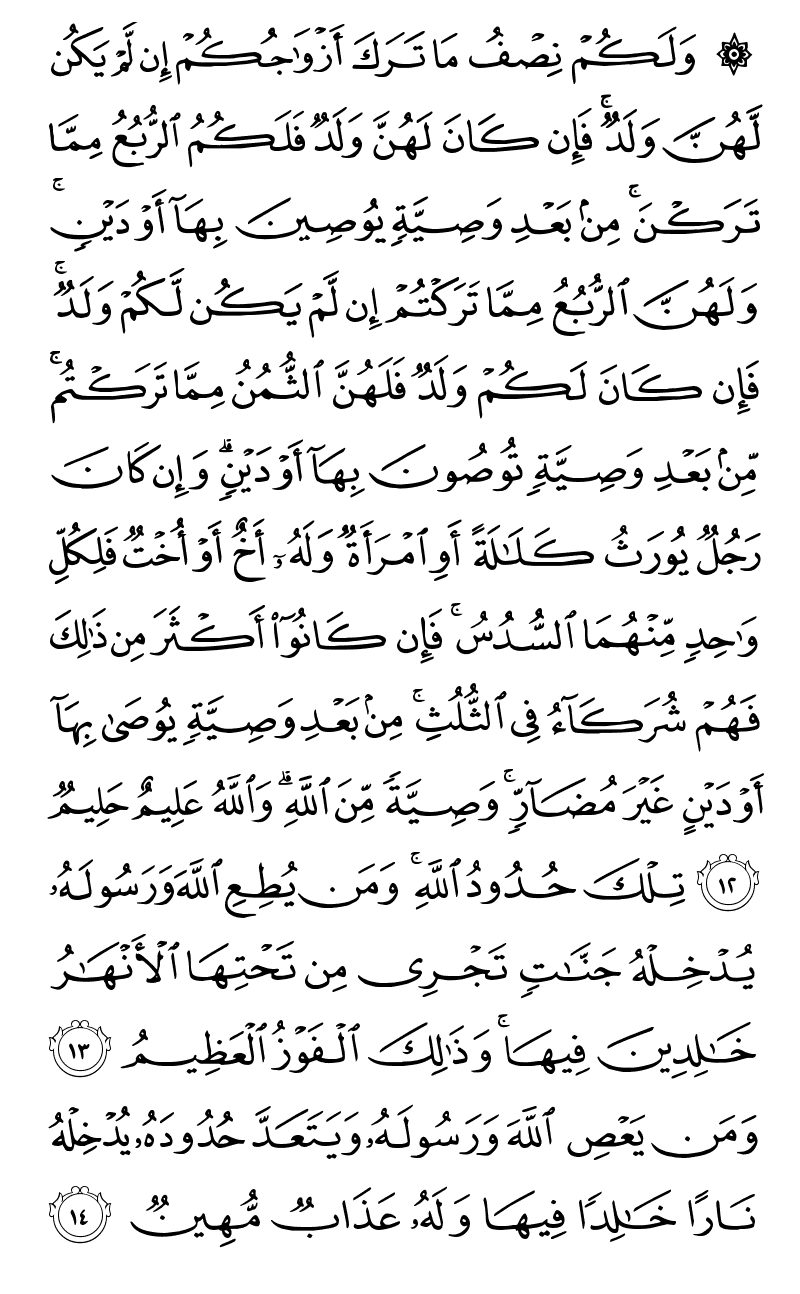 ۞ وَلَكُمْ نِصْفُ مَا تَرَكَ أَزْوَٰجُكُمْ إِن لَّمْ يَكُن
لَّهُنَّ وَلَدٌ ۚ فَإِن كَانَ لَهُنَّ وَلَدٌ فَلَكُمُ ٱلرُّبُعُ مِمَّا
تَرَكْنَ ۚ مِنۢ بَعْدِ وَصِيَّةٍ يُوصِينَ بِهَآ أَوْ دَيْنٍ ۚ
وَلَهُنَّ ٱلرُّبُعُ مِمَّا تَرَكْتُمْ إِن لَّمْ يَكُن لَّكُمْ وَلَدٌ ۚ
فَإِن كَانَ لَكُمْ وَلَدٌ فَلَهُنَّ ٱلثُّمُنُ مِمَّا تَرَكْتُم ۚ
مِّنۢ بَعْدِ وَصِيَّةٍ تُوصُونَ بِهَآ أَوْ دَيْنٍ ۗ وَإِن كَانَ
رَجُلٌ يُورَثُ كَلَٰلَةً أَوِ ٱمْرَأَةٌ وَلَهُۥٓ أَخٌ أَوْ أُخْتٌ فَلِكُلِّ
وَٰحِدٍ مِّنْهُمَا ٱلسُّدُسُ ۚ فَإِن كَانُوٓا۟ أَكْثَرَ مِن ذَٰلِكَ
فَهُمْ شُرَكَآءُ فِى ٱلثُّلُثِ ۚ مِنۢ بَعْدِ وَصِيَّةٍ يُوصَىٰ بِهَآ
أَوْ دَيْنٍ غَيْرَ مُضَآرٍّ ۚ وَصِيَّةً مِّنَ ٱللَّهِ ۗ وَٱللَّهُ عَلِيمٌ حَلِيمٌ
١٢ تِلْكَ حُدُودُ ٱللَّهِ ۚ وَمَن يُطِعِ ٱللَّهَ وَرَسُولَهُۥ
يُدْخِلْهُ جَنَّٰتٍ تَجْرِى مِن تَحْتِهَا ٱلْأَنْهَٰرُ
خَٰلِدِينَ فِيهَا ۚ وَذَٰلِكَ ٱلْفَوْزُ ٱلْعَظِيمُ ١٣
وَمَن يَعْصِ ٱللَّهَ وَرَسُولَهُۥ وَيَتَعَدَّ حُدُودَهُۥ يُدْخِلْهُ
نَارًا خَٰلِدًا فِيهَا وَلَهُۥ عَذَابٌ مُّهِينٌ ١٤